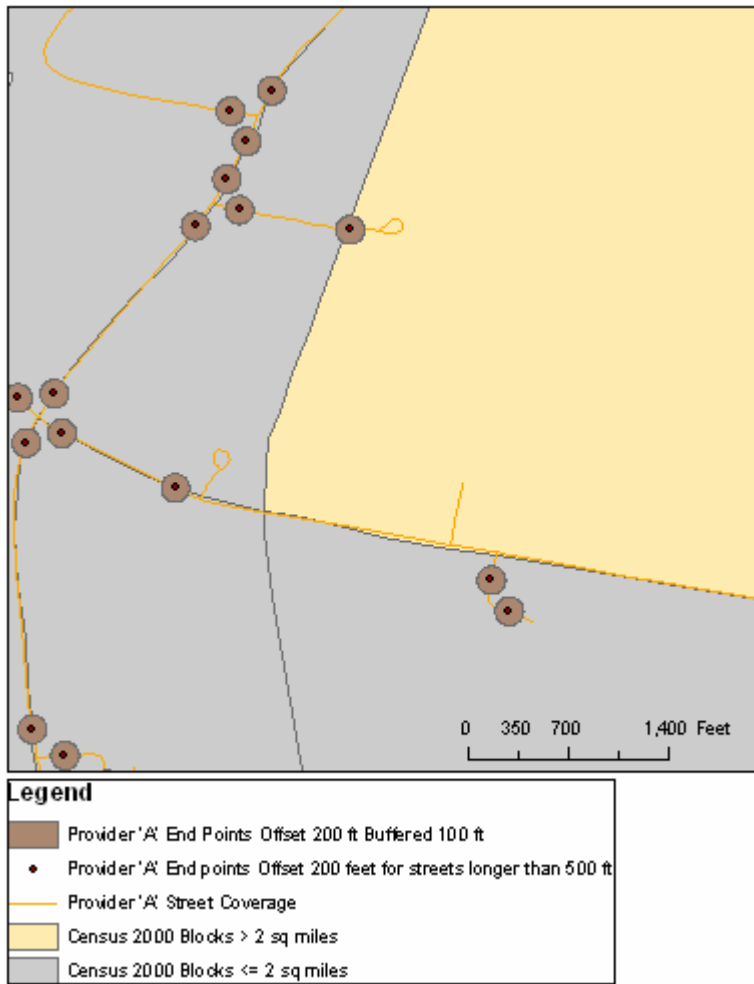 0 350 700 1,400 Feet
Legend
Provider 'A' End Points Offset 200 ft Buffered 100 ft
Provider 'A' End points Offset 200 feet for streets longer than 500 ft
Provider 'A' Street Coverage
Census 2000 Blocks > 2 sq miles
Census 2000 Blocks <= 2 sq miles